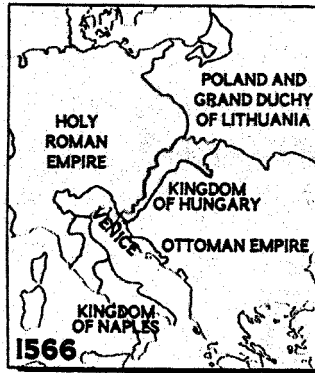 POLAND AND
GRAND DUCHY
OF LITHUANIA
HOLY
ROMAN
EMPIRE
KINGDOM
OF HUNGARY
VENICE
OTTOMAN EMPIRE
KINGDOM
OF NAPLES
1566